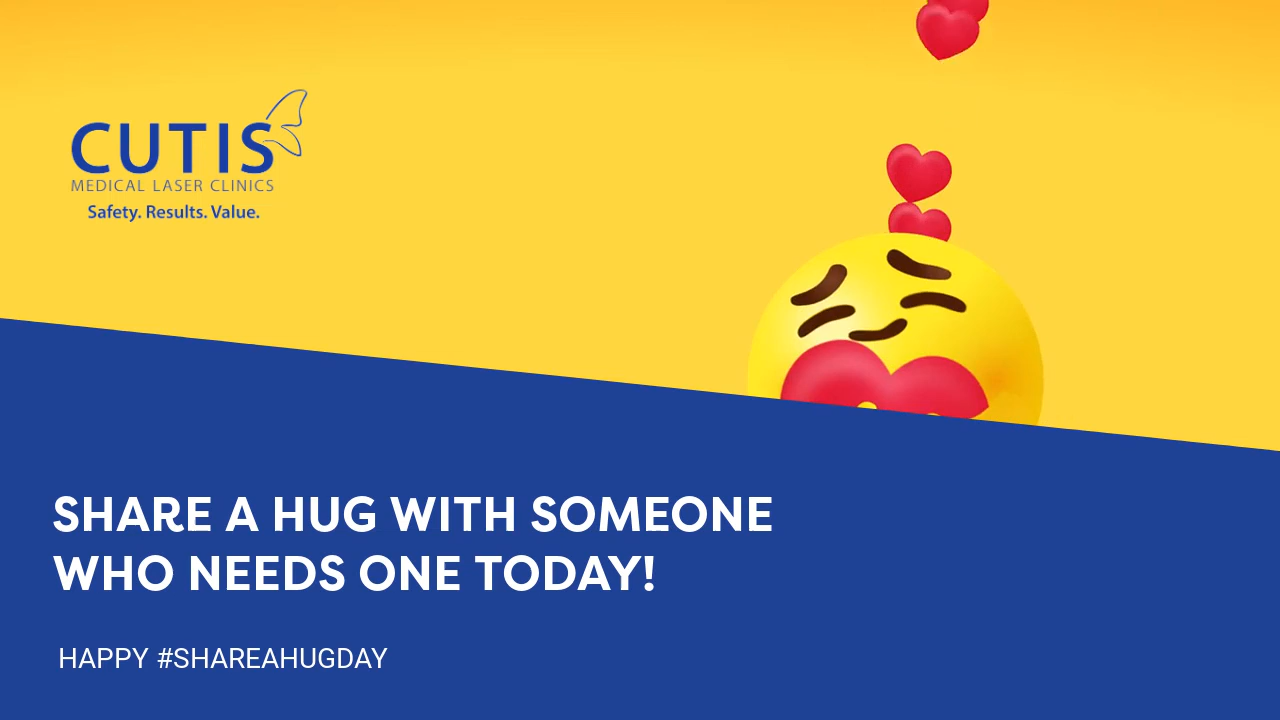 CUTIS
MEDICAL LASER CLINICS
Safety. Results. Value.
SHARE A HUG WITH SOMEONE
WHO NEEDS ONE TODAY!
HAPPY #SHAREAHUGDAY